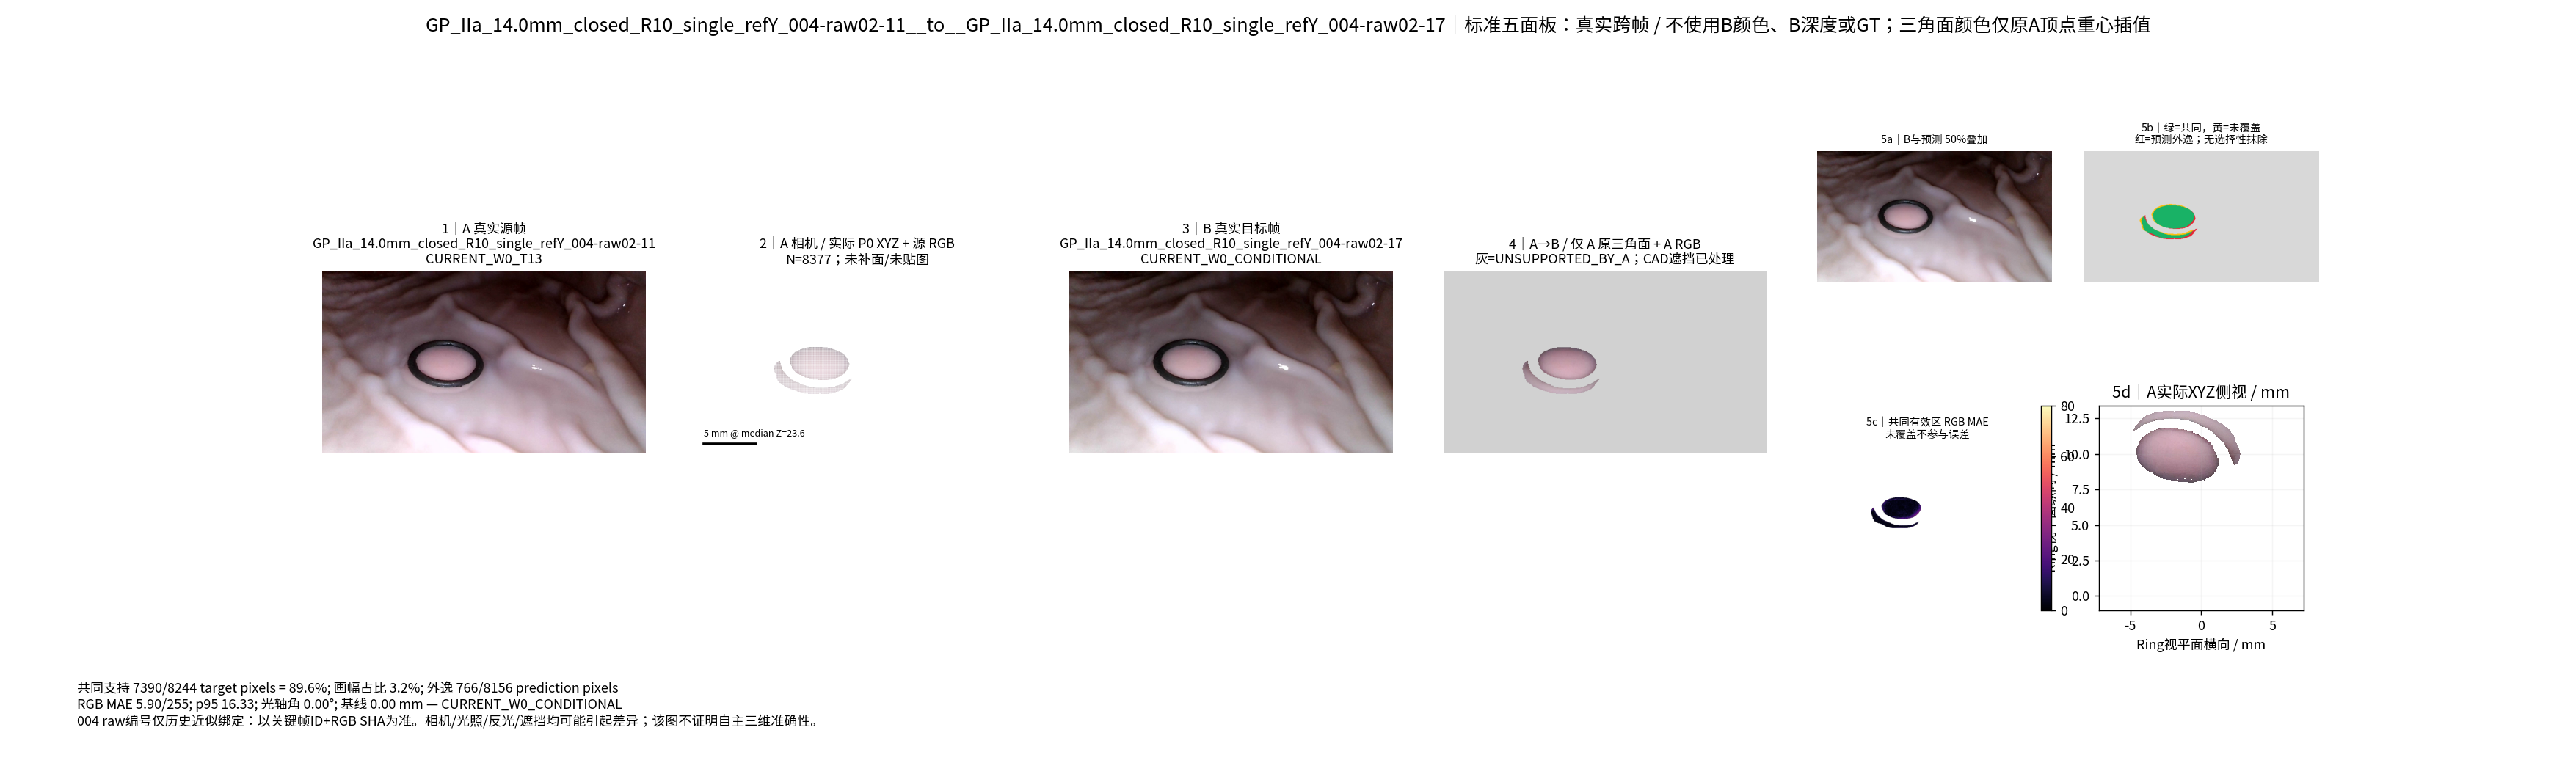 GP_IIa_14.0mm_closed_R10_single_refY_004-raw02-11__to__GP_IIa_14.0mm_closed_R10_single_refY_004-raw02-17｜标准五面板：真实跨帧 / 不使用B颜色、B深度或GT；三角面颜色仅原A顶点重心插值
1｜A 真实源帧
GP_IIa_14.0mm_closed_R10_single_refY_004-raw02-11
CURRENT_W0_T13
2｜A 相机 / 实际 P0 XYZ + 源 RGB
N=8377；未补面/未贴图
5 mm @ median Z=23.6
3｜B 真实目标帧
GP_IIa_14.0mm_closed_R10_single_refY_004-raw02-17
CURRENT_W0_CONDITIONAL
4｜A→B / 仅 A 原三角面 + A RGB
灰=UNSUPPORTED_BY_A；CAD遮挡已处理
5a｜B与预测 50%叠加
5b｜绿=共同，黄=未覆盖
红=预测外逸；无选择性抹除
5c｜共同有效区 RGB MAE
未覆盖不参与误差
80
60
40
20
0
5d｜A实际XYZ侧视 / mm
12.5
10.0
7.5
5.0
2.5
0.0
-5
0
5
Ring视平面横向 / mm
共同支持 7390/8244 target pixels = 89.6%; 画幅占比 3.2%; 外逸 766/8156 prediction pixels
RGB MAE 5.90/255; p95 16.33; 光轴角 0.00°; 基线 0.00 mm — CURRENT_W0_CONDITIONAL
004 raw编号仅历史近似绑定：以关键帧ID+RGB SHA为准。相机/光照/反光/遮挡均可能引起差异；该图不证明自主三维准确性。